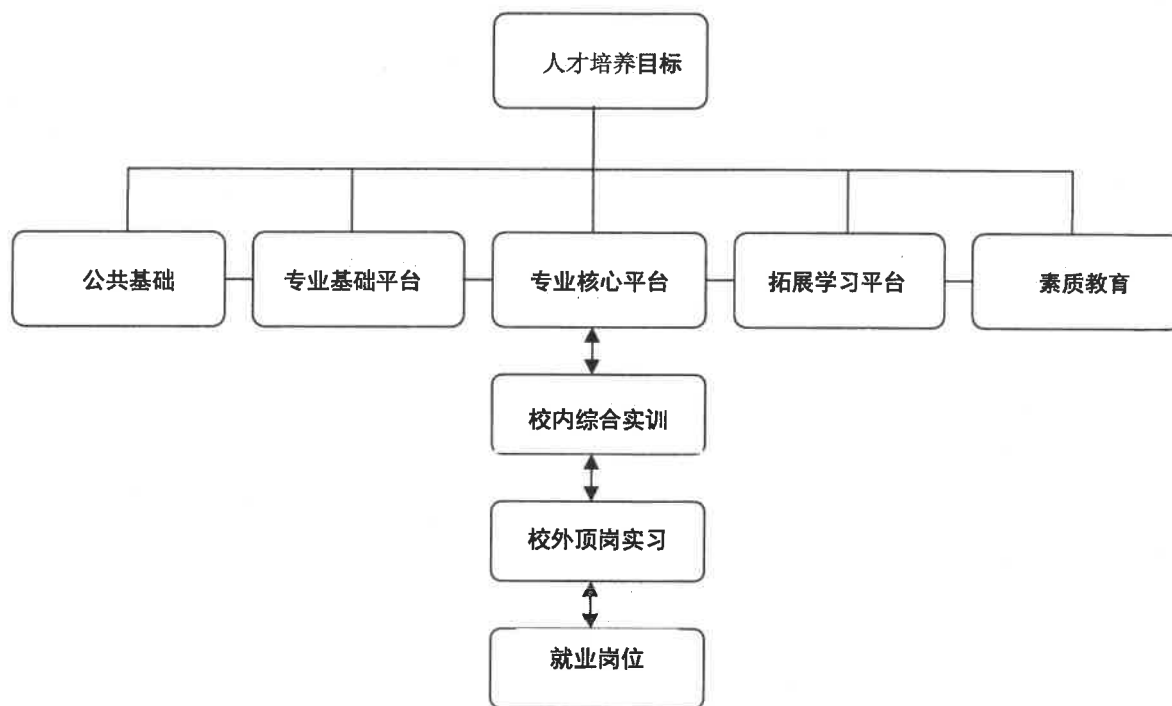 人才培养目标
公共基础
专业基础平台
专业核心平台
拓展学习平台
素质教育
校内综合实训
校外顶岗实习
就业岗位